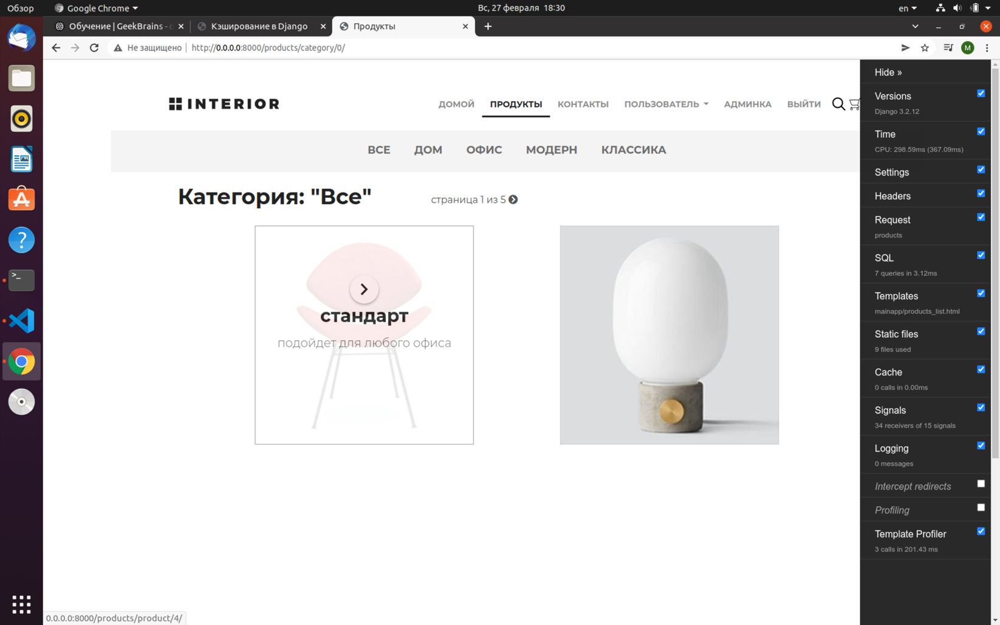 Обзор
Google Chrome
Вс, 27 февраля 18:30
en
Обучение | GeekBrains -
Кэширование в Django
Продукты
Не защищено
http://0.0.0.0:8000/products/category/0/
M
INTERIOR
ДОМОЙ
ПРОДУКТЫ
КОНТАКТЫ
ПОЛЬЗОВАТЕЛЬ
АДМИНКА
ВЫЙТИ
ВСЕ
ДОМ
ОФИС
МОДЕРН
КЛАССИКА
Категория: "Все"
страница 1 из 5
стандарт
подойдет для любого офиса
Hide »
Versions
Django 3.2.12
Time
CPU: 298.59ms (367.09ms)
Settings
Headers
Request
products
SQL
7 queries in 3.12ms
Templates
mainapp/products_list.html
Static files
9 files used
Cache
0 calls in 0.00ms
Signals
34 receivers of 15 signals
Logging
0 messages
Intercept redirects
Profiling
Template Profiler
3 calls in 201.43 ms
0.0.0.0:8000/products/product/4/